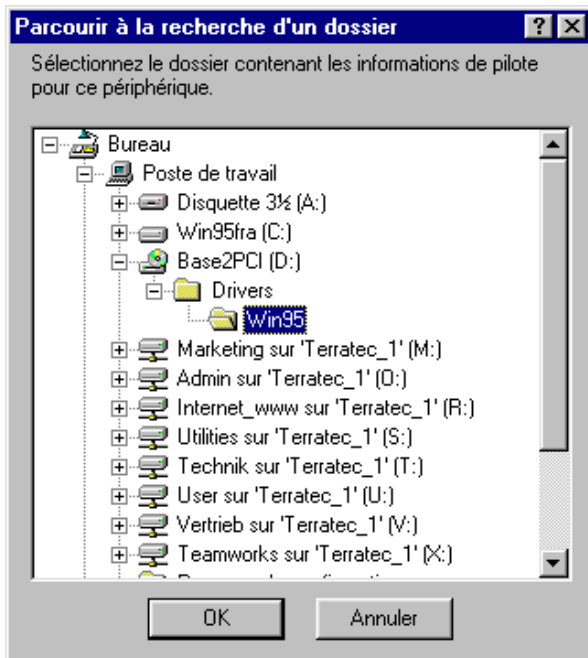 Parcourir à la recherche d'un dossier
Sélectionnez le dossier contenant les informations de pilote
pour ce périphérique.
Bureau
Poste de travail
Disquette 3½ (A:)
Win95fra (C:)
Base2PCI (D:)
Drivers
Win95
Marketing sur 'Terratec_1' (M:)
Admin sur 'Terratec_1' (O:)
Internet_www sur 'Terratec_1' (R:)
Utilities sur 'Terratec_1' (S:)
Technik sur 'Terratec_1' (T:)
User sur 'Terratec_1' (U:)
Vertrieb sur 'Terratec_1' (V:)
Teamworks sur 'Terratec_1' (X:)
OK
Annuler